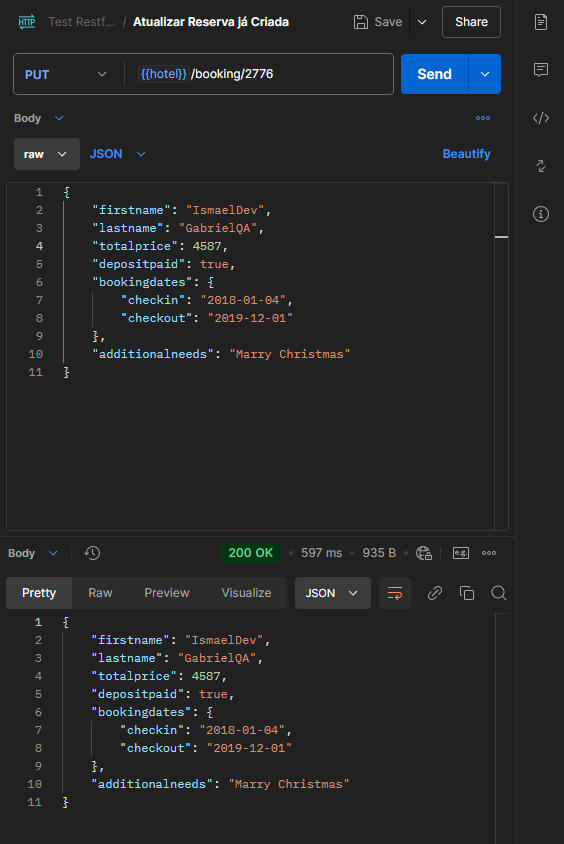 HTTP Test Restf... / Atualizar Reserva já Criada Save Share
PUT {{hotel}}/booking/2776 Send
Body
raw JSON Beautify
1 {
2 "firstname": "IsmaelDev",
3 "lastname": "GabrielQA",
4 "totalprice": 4587,
5 "depositpaid": true,
6 "bookingdates": {
7 "checkin": "2018-01-04",
8 "checkout": "2019-12-01"
9 },
10 "additionalneeds": "Marry Christmas"
11 }
Body 200 OK • 597 ms • 935 B e.g.
Pretty Raw Preview Visualize JSON
1 {
2 "firstname": "IsmaelDev",
3 "lastname": "GabrielQA",
4 "totalprice": 4587,
5 "depositpaid": true,
6 "bookingdates": {
7 "checkin": "2018-01-04",
8 "checkout": "2019-12-01"
9 },
10 "additionalneeds": "Marry Christmas"
11 }